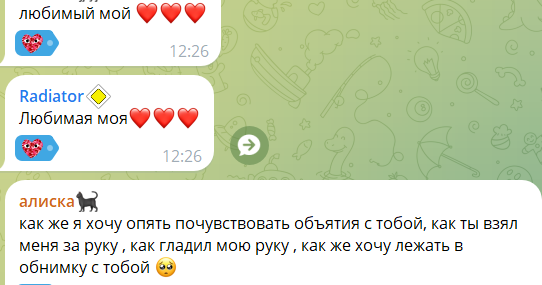 любимый мой ❤️❤️❤️
12:26
Radiator
Любимая моя❤️❤️❤️
12:26
алиска🐈‍⬛
как же я хочу опять почувствовать объятия с тобой, как ты взял
меня за руку , как гладил мою руку , как же хочу лежать в
обнимку с тобой 🥺